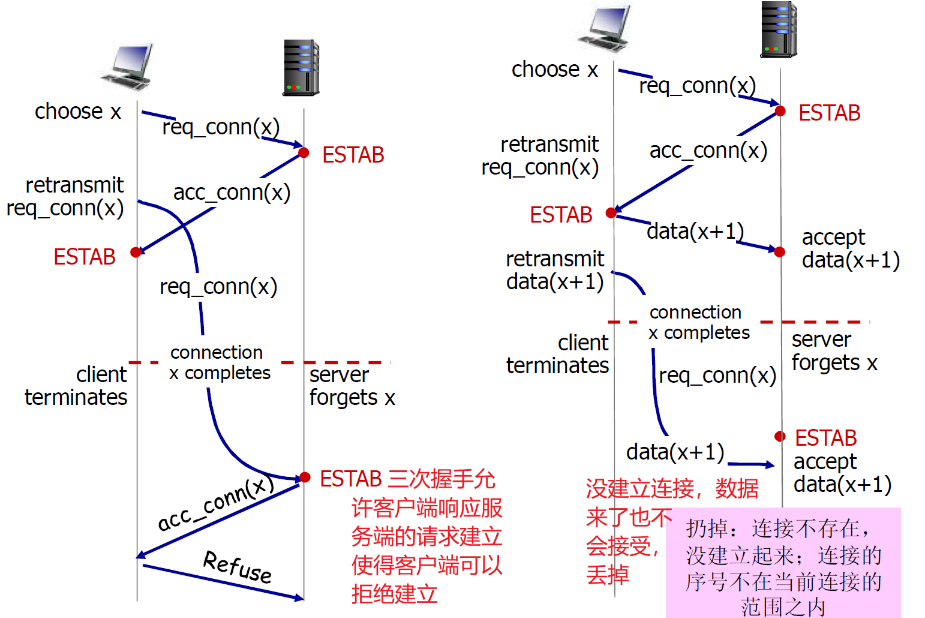 choose x
req_conn(x)
ESTAB
retransmit
req_conn(x)
acc_conn(x)
ESTAB
req_conn(x)
connection
x completes
client
terminates
server
forgets x
ESTAB 三次握手允
许客户端响应服
务端的请求建立
使得客户端可以
拒绝建立
acc_conn(x)
Refuse
choose x
req_conn(x)
ESTAB
retransmit
req_conn(x)
acc_conn(x)
ESTAB
data(x+1)
accept
data(x+1)
retransmit
data(x+1)
connection
x completes
client
terminates
server
forgets x
req_conn(x)
ESTAB
data(x+1)
accept
data(x+1)
没建立连接，数据
来了也不
会接受，
丢掉
扔掉：连接不存在，
没建立起来；连接的
序号不在当前连接的
范围之内